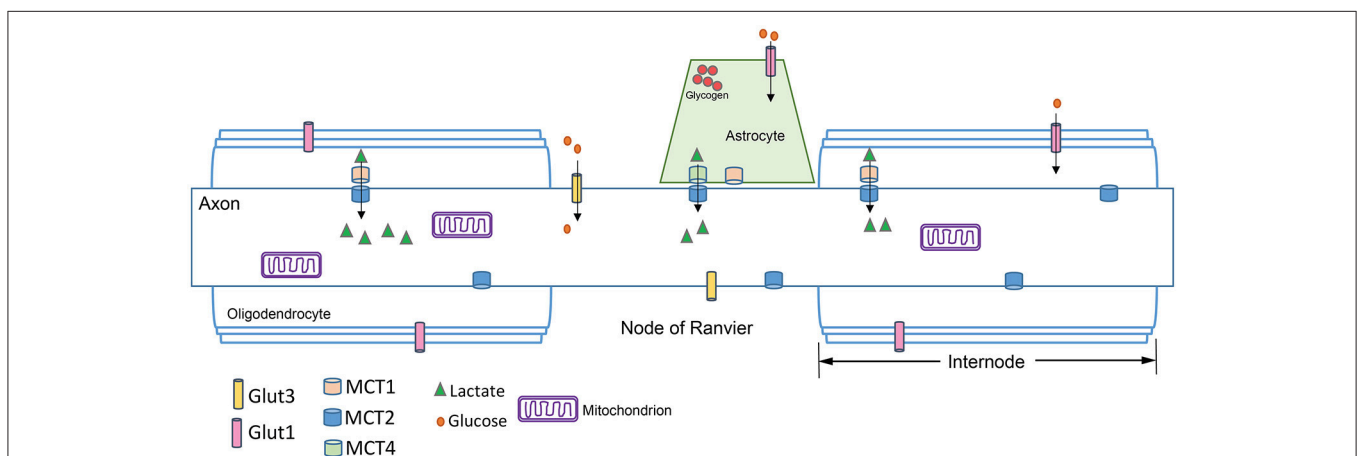 Glycogen
Astrocyte
Axon
Oligodendrocyte
Node of Ranvier
Internode
Glut3
Glut1
MCT1
MCT2
MCT4
Lactate
Glucose
Mitochondrion